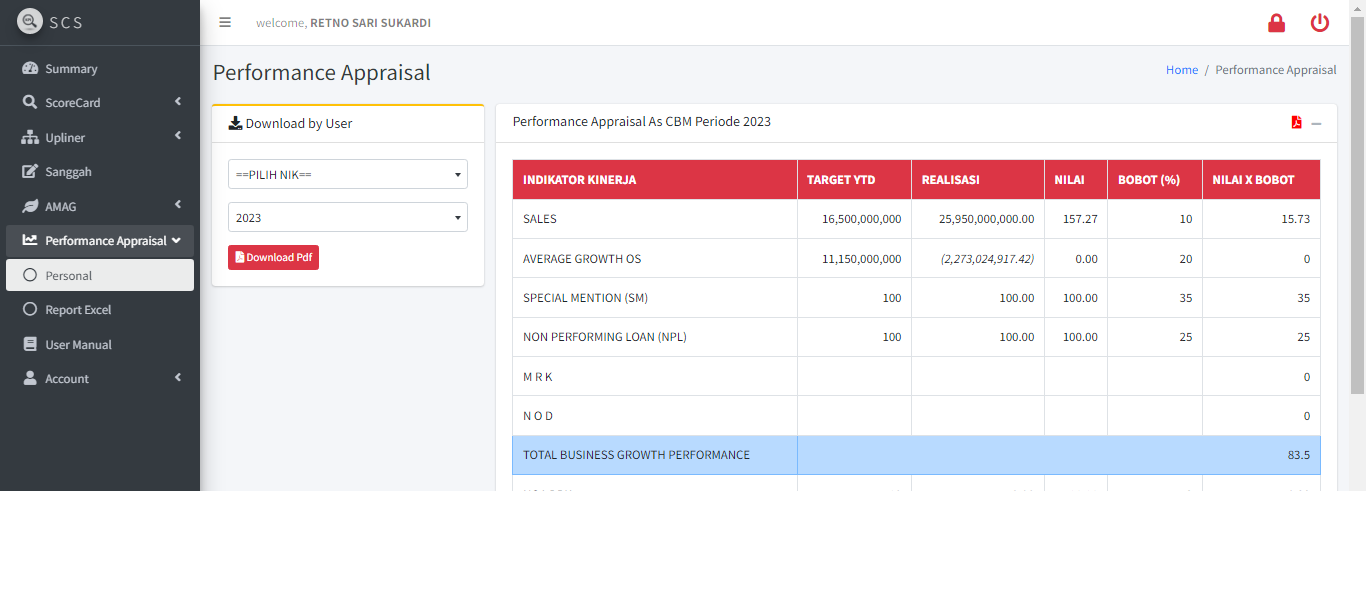 SCS
welcome, RETNO SARI SUKARDI
Summary
ScoreCard
Upliner
Sanggah
AMAG
Performance Appraisal
Personal
Report Excel
User Manual
Account
Performance Appraisal
Home / Performance Appraisal
Download by User
==PILIH NIK==
2023
Download Pdf
Performance Appraisal As CBM Periode 2023
INDIKATOR KINERJA TARGET YTD REALISASI NILAI BOBOT (%) NILAI X BOBOT
SALES 16,500,000,000 25,950,000,000.00 157.27 10 15.73
AVERAGE GROWTH OS 11,150,000,000 (2,273,024,917.42) 0.00 20 0
SPECIAL MENTION (SM) 100 100.00 100.00 35 35
NON PERFORMING LOAN (NPL) 100 100.00 100.00 25 25
M R K 0
N O D 0
TOTAL BUSINESS GROWTH PERFORMANCE 83.5